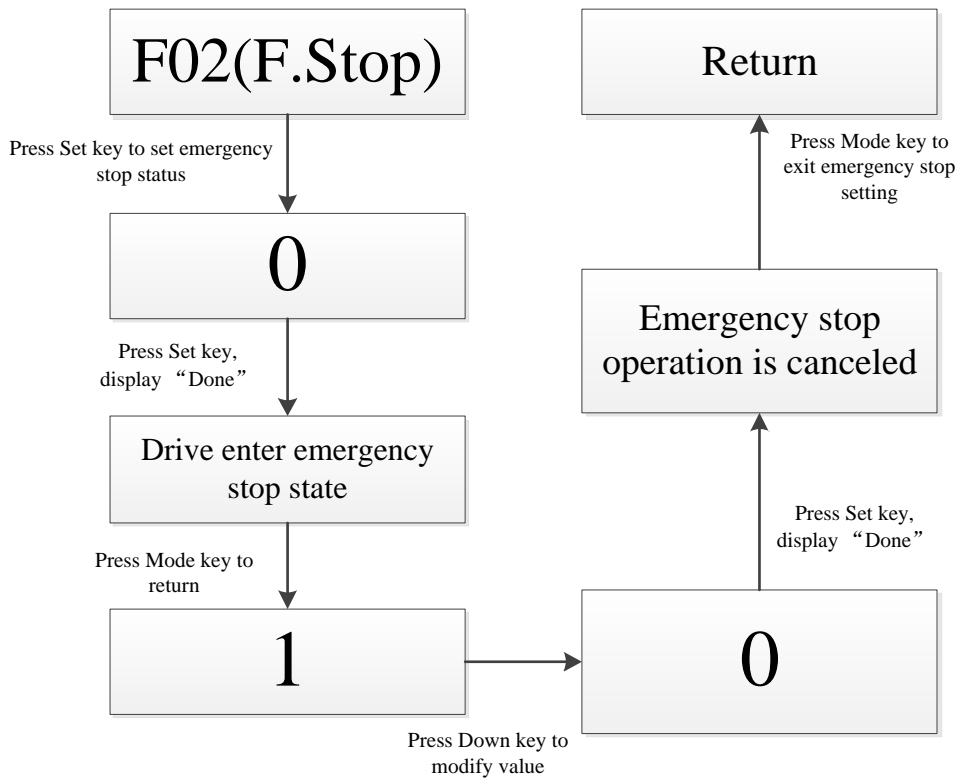 F02(F.Stop)
Press Set key to set emergency
stop status
0
Press Set key,
display “Done”
Drive enter emergency
stop state
Press Mode key to
return
1
Press Down key to
modify value
0
Press Set key,
display “Done”
Emergency stop
operation is canceled
Press Mode key to
exit emergency stop
setting
Return